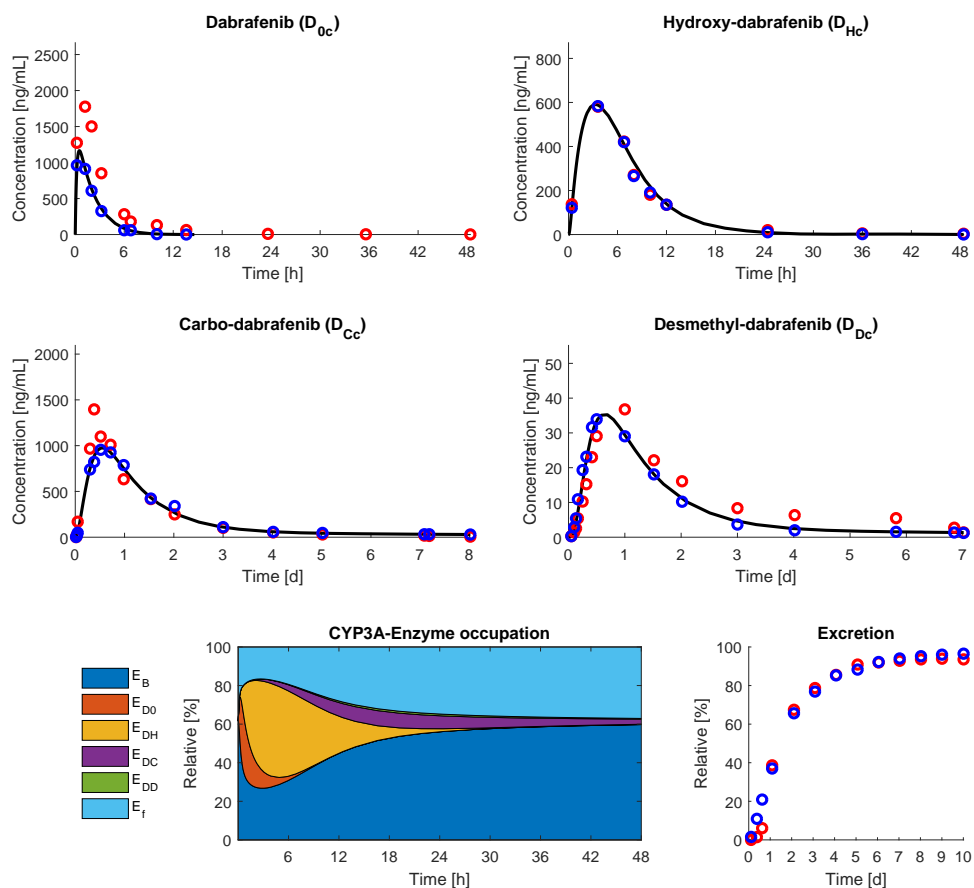 Dabrafenib (D0c)
Concentration [ng/mL]
2500
2000
1500
1000
500
0
0 6 12 18 24 30 36 42 48
Time [h]
Hydroxy-dabrafenib (DHc)
Concentration [ng/mL]
800
600
400
200
0
0 6 12 18 24 30 36 42 48
Time [h]
Carbo-dabrafenib (DCc)
Concentration [ng/mL]
2000
1500
1000
500
0
0 1 2 3 4 5 6 7 8
Time [d]
Desmethyl-dabrafenib (DDc)
Concentration [ng/mL]
50
40
30
20
10
0
0 1 2 3 4 5 6 7
Time [d]
EB
ED0
EDH
EDC
EDD
Ef
CYP3A-Enzyme occupation
Relative [%]
100
80
60
40
20
0
6 12 18 24 30 36 42 48
Time [h]
Excretion
Relative [%]
100
80
60
40
20
0
0 1 2 3 4 5 6 7 8 9 10
Time [d]